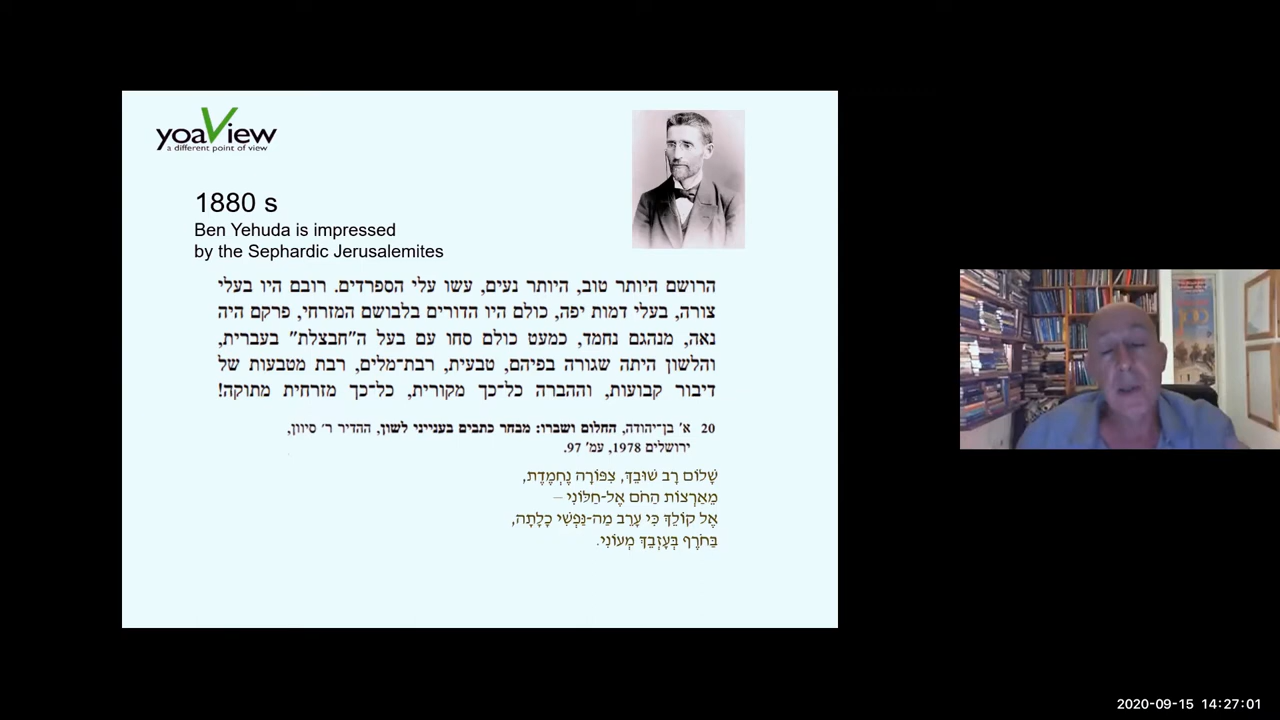 yoaView
a different point of view
1880 s
Ben Yehuda is impressed
by the Sephardic Jerusalemites
הרושם היותר טוב, היותר נעים, עשו עלי הספרדים. רובם היו בעלי
צורה, בעלי דמות יפה, כולם היו הדורים בלבושם המזרחי, פרקם היה
נאה, מנהגם נחמד, כמעט כולם סחו עם בעל ה"חבצלת" בעברית,
והלשון היתה שגורה בפיהם, טבעית, רבת־מלים, רבת מטבעות של
דיבור קבועות, וההברה כל־כך מקורית, כל־כך מזרחית מתוקה!
20 א' בן־יהודה, החלום ושברו: מבחר כתבים בענייני לשון, ההדיר ר' סיוון,
ירושלים 1978, עמ' 97.
שָׁלוֹם רָב שׁוּבֵךְ, צִפּוֹרָה נֶחְמֶדֶת,
מֵאַרְצוֹת הַחֹם אֶל-חַלּוֹנִי –
אֶל קוֹלֵךְ כִּי עָרֵב מַה-נַּפְשִׁי כָלָתָה,
בַּחֹרֶף בְּעָזְבֵךְ מְעוֹנִי.
2020-09-15 14:27:01